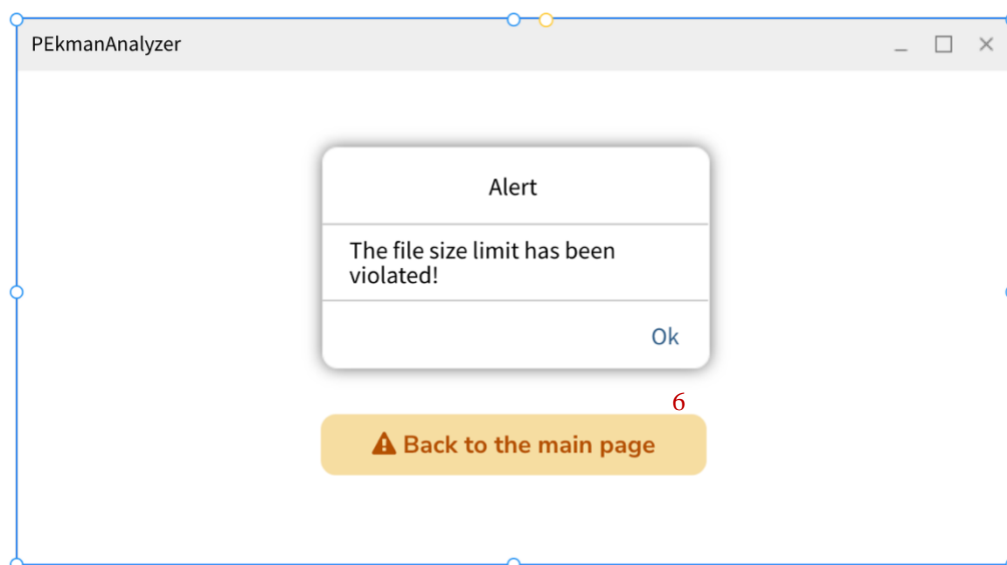 PEkmanAnalyzer
Alert
The file size limit has been
violated!
Ok
6
Back to the main page